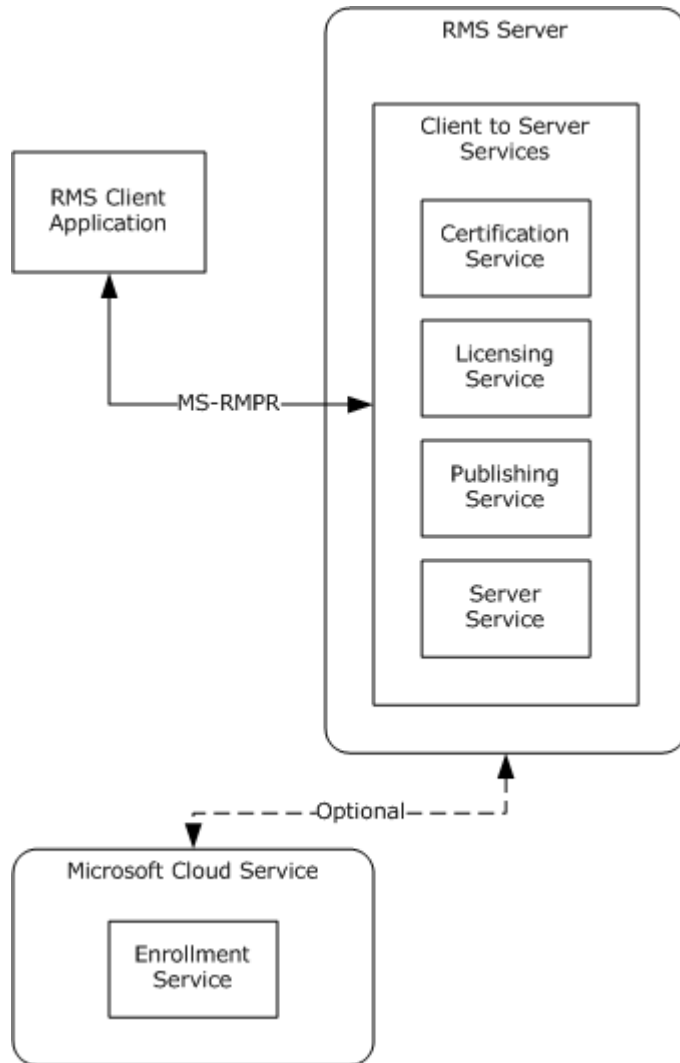 RMS Server
Client to Server
Services
RMS Client
Application
Certification
Service
Licensing
Service
MS-RMPR
Publishing
Service
Server
Service
Optional
Microsoft Cloud Service
Enrollment
Service